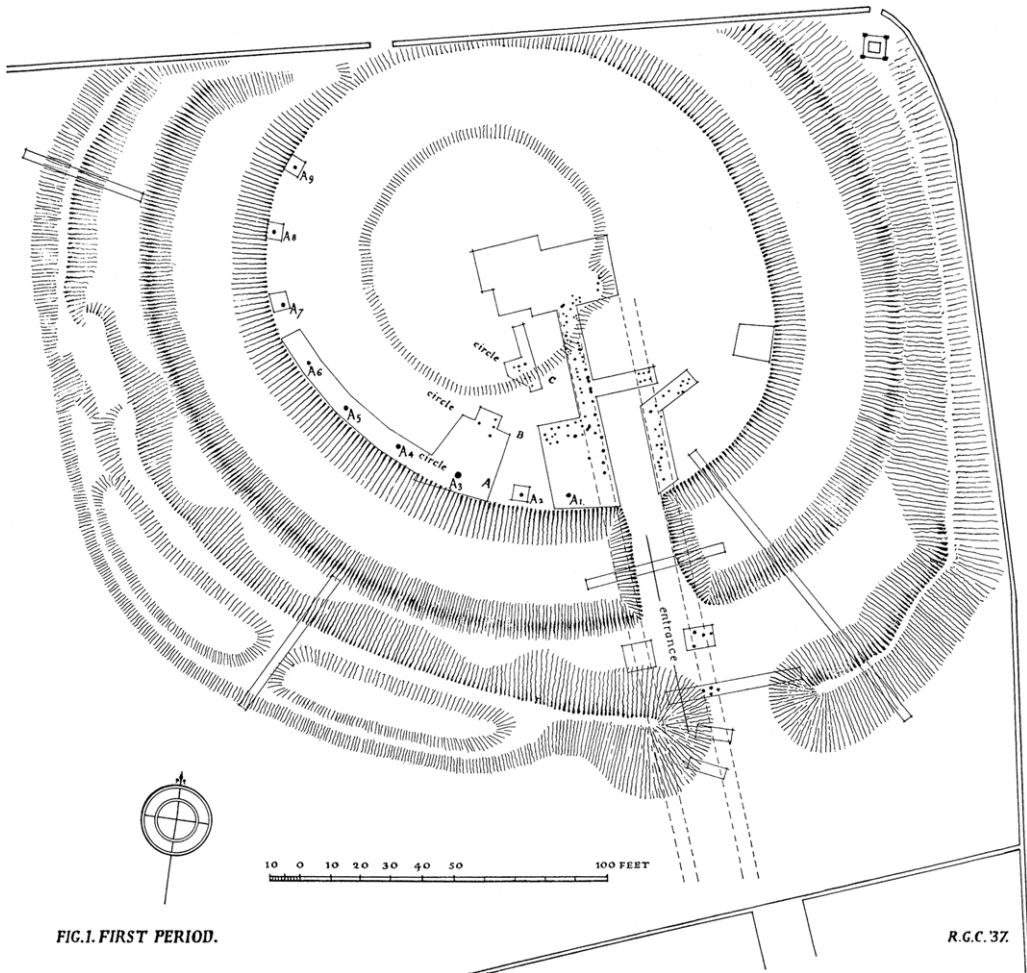 A9
A8
A7
circle
A6
circle
C
A5
B
A4
circle
A3
A
A2
A1.
entrance
10 0 10 20 30 40 50 100 FEET
FIG.1. FIRST PERIOD.
R.G.C.'37.